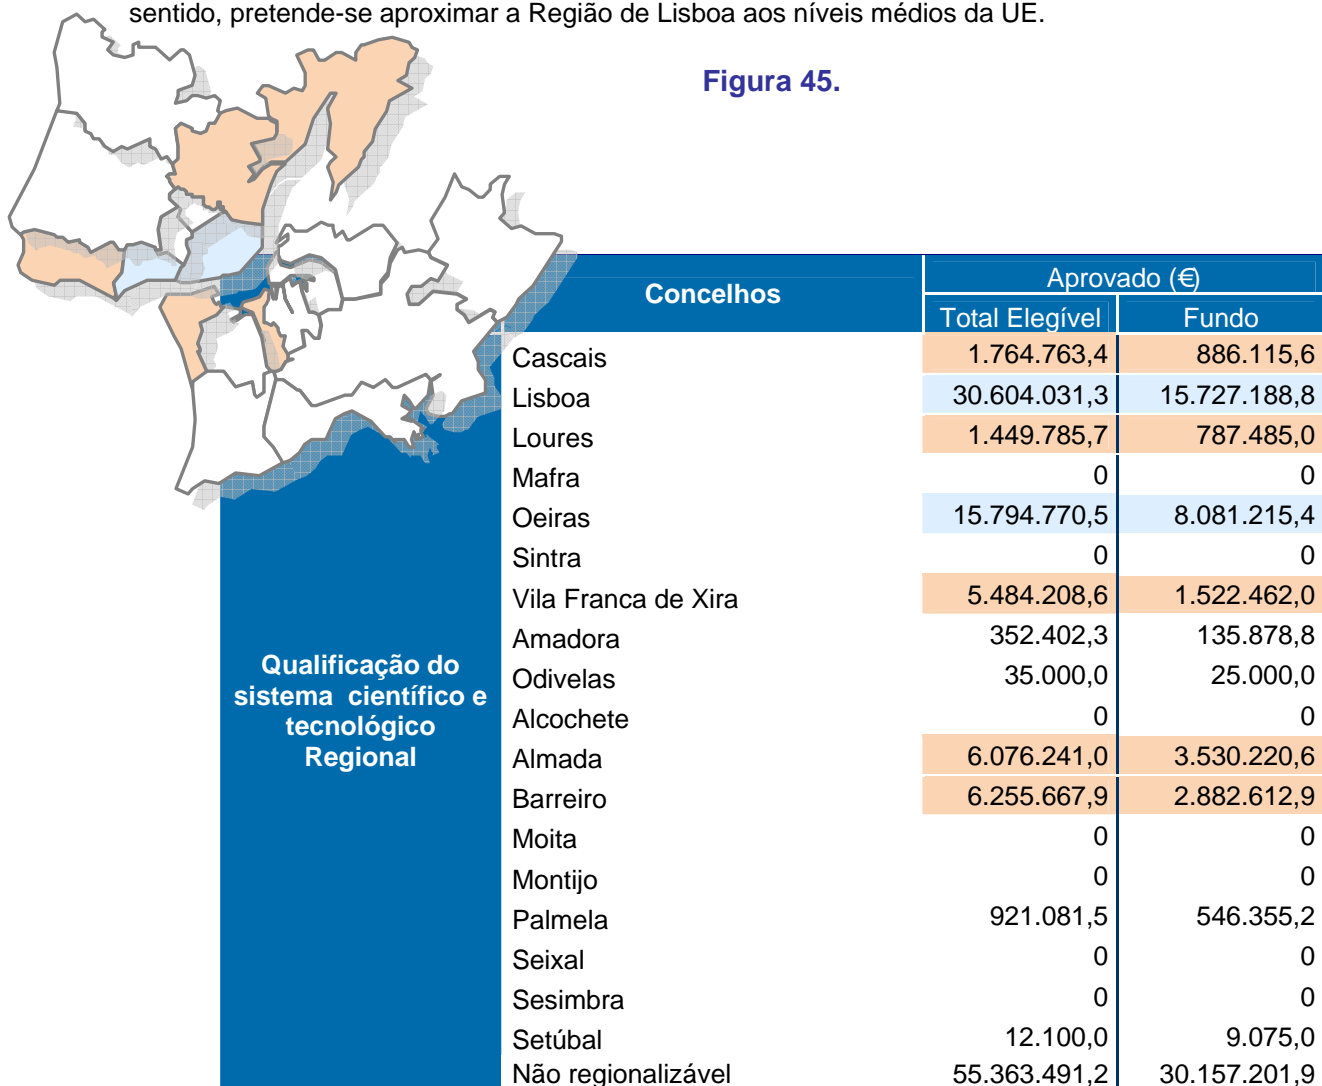 sentido, pretende-se aproximar a Região de Lisboa aos níveis médios da UE.
Figura 45.
Concelhos
Aprovado (€)
Total Elegível Fundo
Qualificação do
sistema científico e
tecnológico
Regional
Cascais 1.764.763,4 886.115,6
Lisboa 30.604.031,3 15.727.188,8
Loures 1.449.785,7 787.485,0
Mafra 0 0
Oeiras 15.794.770,5 8.081.215,4
Sintra 0 0
Vila Franca de Xira 5.484.208,6 1.522.462,0
Amadora 352.402,3 135.878,8
Odivelas 35.000,0 25.000,0
Alcochete 0 0
Almada 6.076.241,0 3.530.220,6
Barreiro 6.255.667,9 2.882.612,9
Moita 0 0
Montijo 0 0
Palmela 921.081,5 546.355,2
Seixal 0 0
Sesimbra 0 0
Setúbal 12.100,0 9.075,0
Não regionalizável 55.363.491,2 30.157.201,9